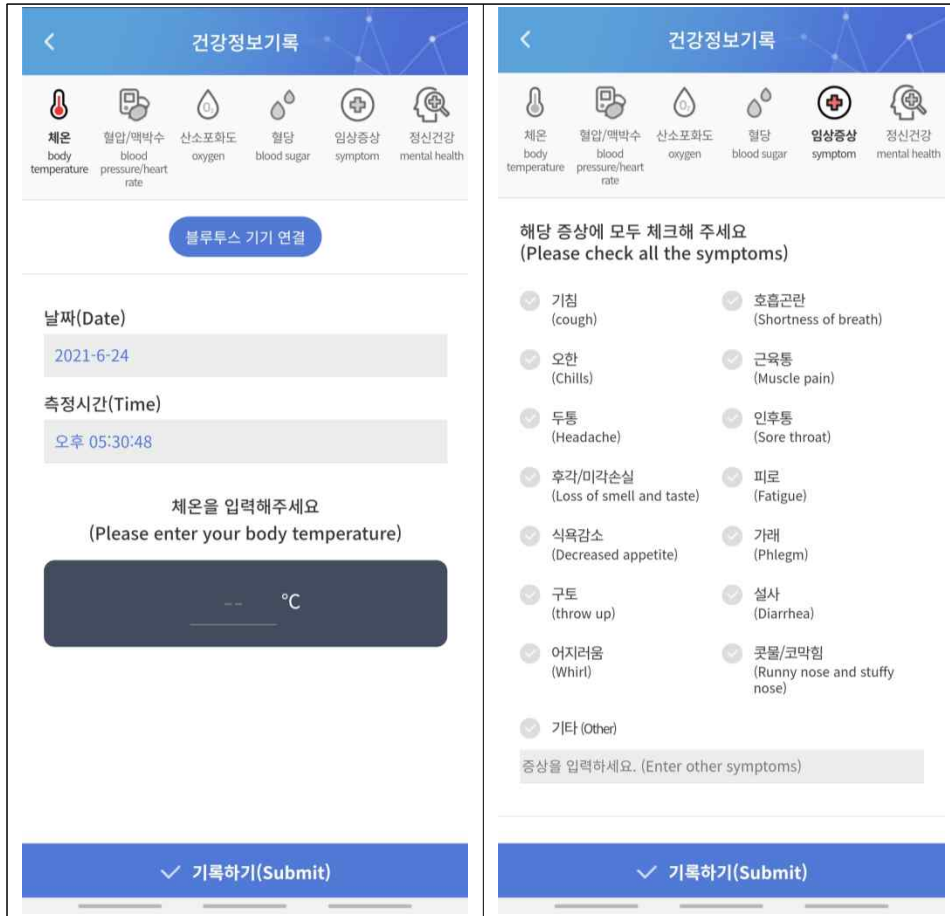 건강정보기록
체온
body
temperature
혈압/맥박수
blood
pressure/heart
rate
산소포화도
oxygen
혈당
blood sugar
임상증상
symptom
정신건강
mental health
블루투스 기기 연결
날짜(Date)
2021-6-24
측정시간(Time)
오후 05:30:48
체온을 입력해주세요
(Please enter your body temperature)
-- °C
기록하기(Submit)
건강정보기록
체온
body
temperature
혈압/맥박수
blood
pressure/heart
rate
산소포화도
oxygen
혈당
blood sugar
임상증상
symptom
정신건강
mental health
해당 증상에 모두 체크해 주세요
(Please check all the symptoms)
기침
(cough)
호흡곤란
(Shortness of breath)
오한
(Chills)
근육통
(Muscle pain)
두통
(Headache)
인후통
(Sore throat)
후각/미각손실
(Loss of smell and taste)
피로
(Fatigue)
식욕감소
(Decreased appetite)
가래
(Phlegm)
구토
(throw up)
설사
(Diarrhea)
어지러움
(Whirl)
콧물/코막힘
(Runny nose and stuffy
nose)
기타 (Other)
증상을 입력하세요. (Enter other symptoms)
기록하기(Submit)